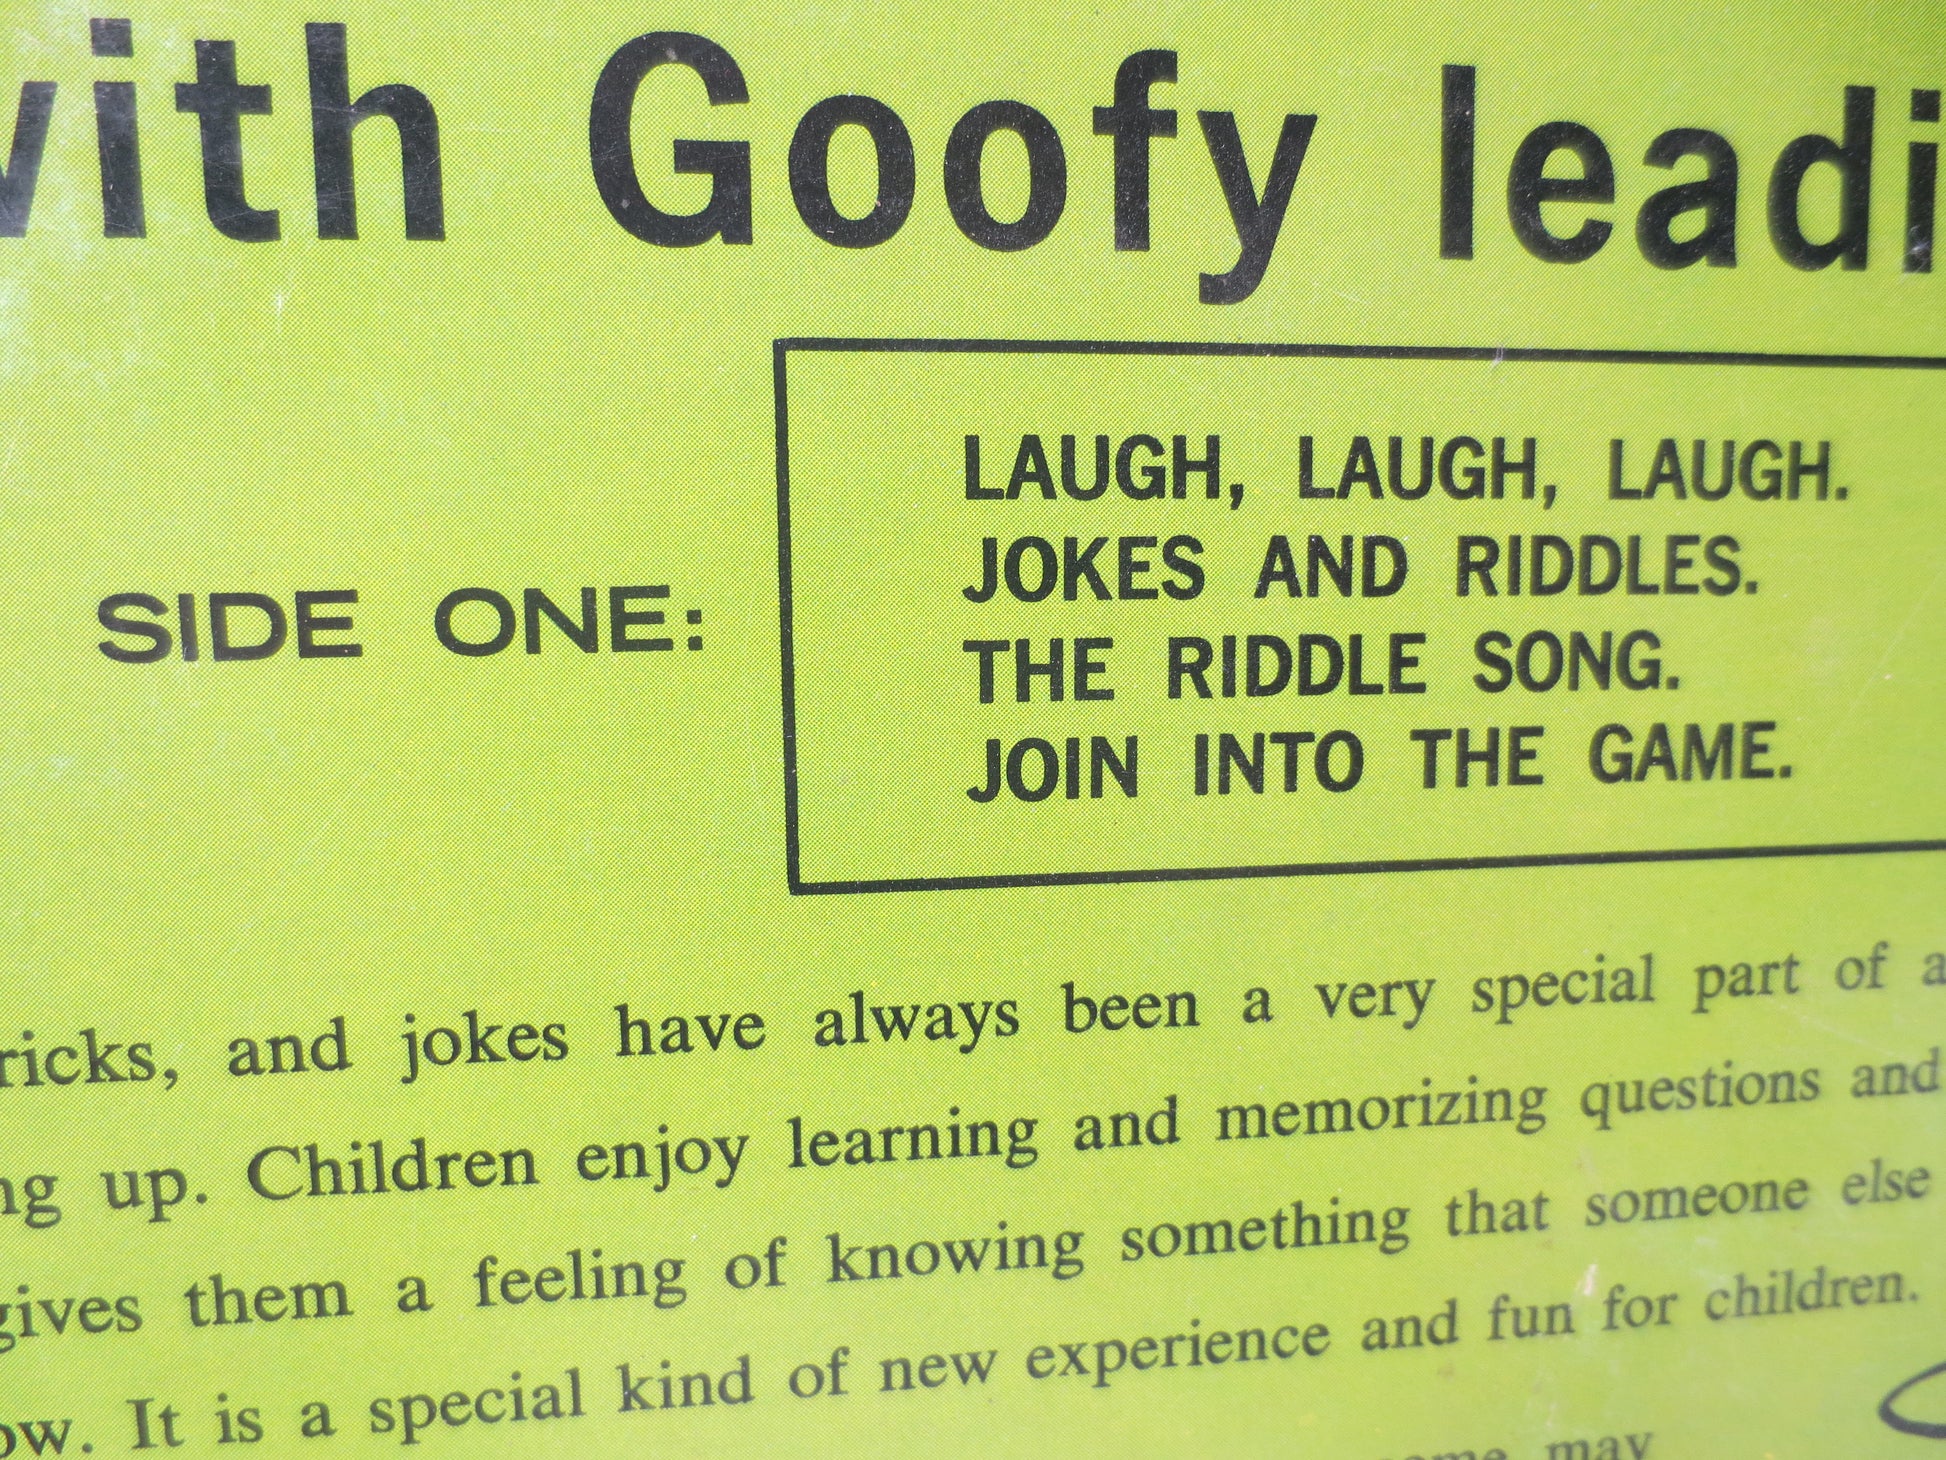 with Goofy leadi
SIDE ONE:
LAUGH, LAUGH, LAUGH.
JOKES AND RIDDLES.
THE RIDDLE SONG.
JOIN INTO THE GAME.
ricks, and jokes have always been a very special part of a
ng up. Children enjoy learning and memorizing questions and
gives them a feeling of knowing something that someone else
ow. It is a special kind of new experience and fun for children.
may